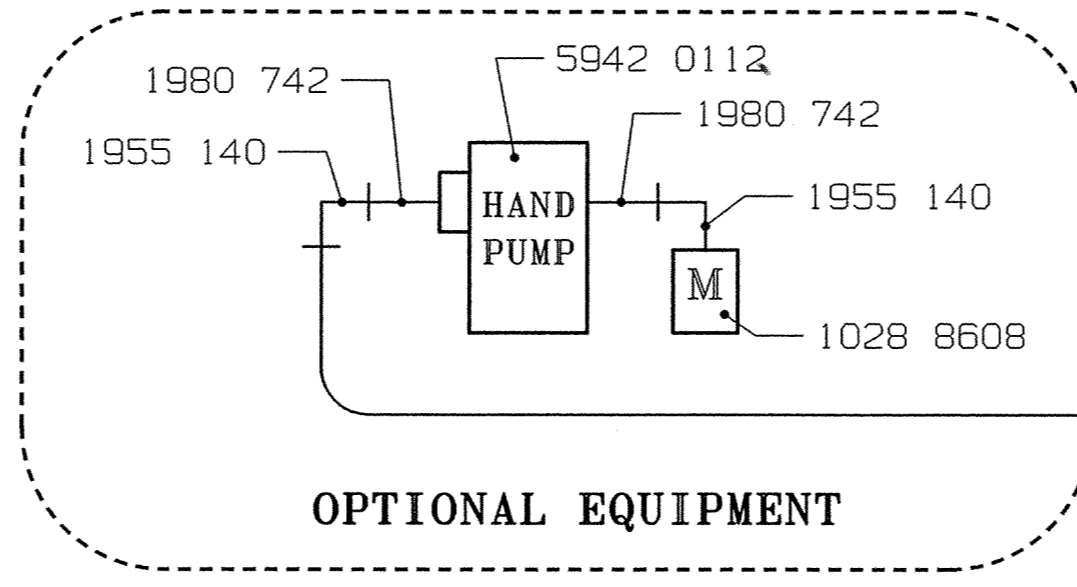 5942 0112
1980 742
1980 742
1955 140
1955 140
HAND
PUMP
M
1028 8608
OPTIONAL EQUIPMENT